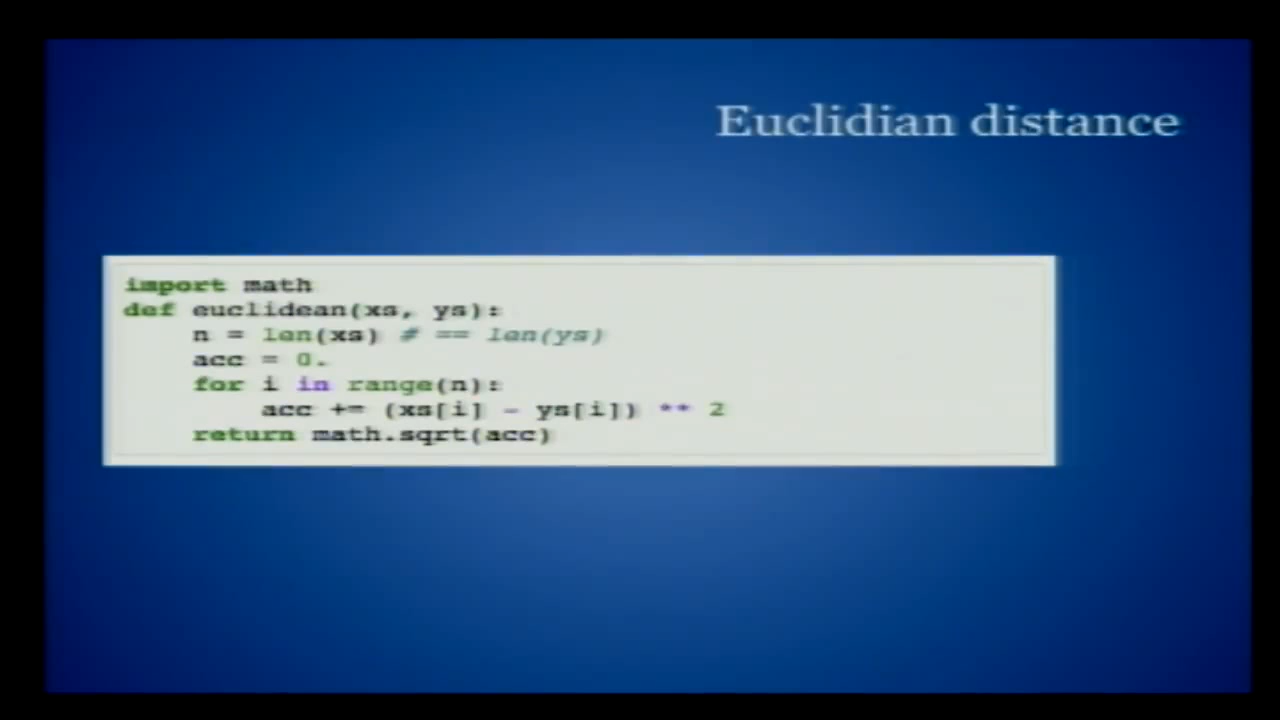 Euclidian distance
import math
def euclidean(xs, ys):
    n = len(xs) # == len(ys)
    acc = 0.
    for i in range(n):
        acc += (xs[i] - ys[i]) ** 2
    return math.sqrt(acc)